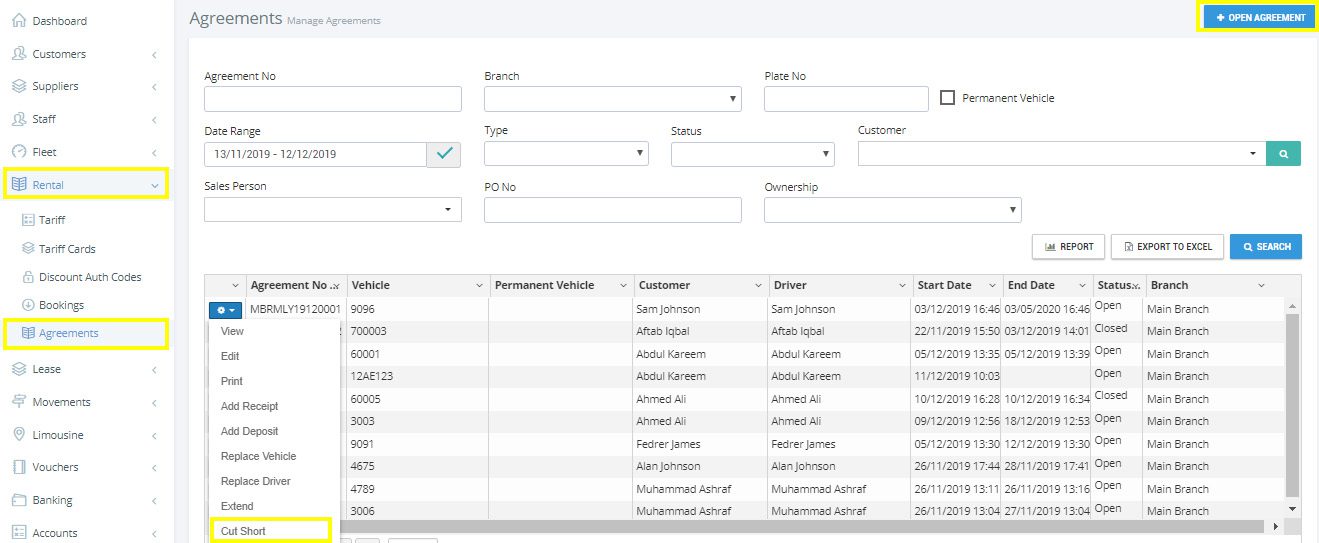 Dashboard
Customers
Suppliers
Staff
Fleet
Rental
Tariff
Tariff Cards
Discount Auth Codes
Bookings
Agreements
Lease
Movements
Limousine
Vouchers
Banking
Accounts
Agreements Manage Agreements
+ OPEN AGREEMENT
Agreement No Branch Plate No
Permanent Vehicle
Date Range Type Status Customer
13/11/2019 - 12/12/2019
Sales Person PO No Ownership
REPORT EXPORT TO EXCEL SEARCH
Agreement No ... Vehicle Permanent Vehicle Customer Driver Start Date End Date Status... Branch
MBRMLY19120001 9096 Sam Johnson Sam Johnson 03/12/2019 16:46 03/05/2020 16:46 Open Main Branch
700003 Aftab Iqbal Aftab Iqbal 22/11/2019 15:50 03/12/2019 14:01 Closed Main Branch
60001 Abdul Kareem Abdul Kareem 05/12/2019 13:35 05/12/2019 13:39 Open Main Branch
12AE123 Abdul Kareem Abdul Kareem 11/12/2019 10:03 Open Main Branch
60005 Ahmed Ali Ahmed Ali 10/12/2019 16:28 10/12/2019 16:34 Closed Main Branch
3003 Ahmed Ali Ahmed Ali 09/12/2019 12:56 18/12/2019 12:53 Open Main Branch
9091 Fedrer James Fedrer James 05/12/2019 13:30 12/12/2019 13:30 Open Main Branch
4675 Alan Johnson Alan Johnson 26/11/2019 17:44 28/11/2019 17:41 Open Main Branch
4789 Muhammad Ashraf Muhammad Ashraf 26/11/2019 13:11 26/11/2019 13:16 Open Main Branch
3006 Muhammad Ashraf Muhammad Ashraf 26/11/2019 13:04 27/11/2019 13:04 Open Main Branch
View
Edit
Print
Add Receipt
Add Deposit
Replace Vehicle
Replace Driver
Extend
Cut Short